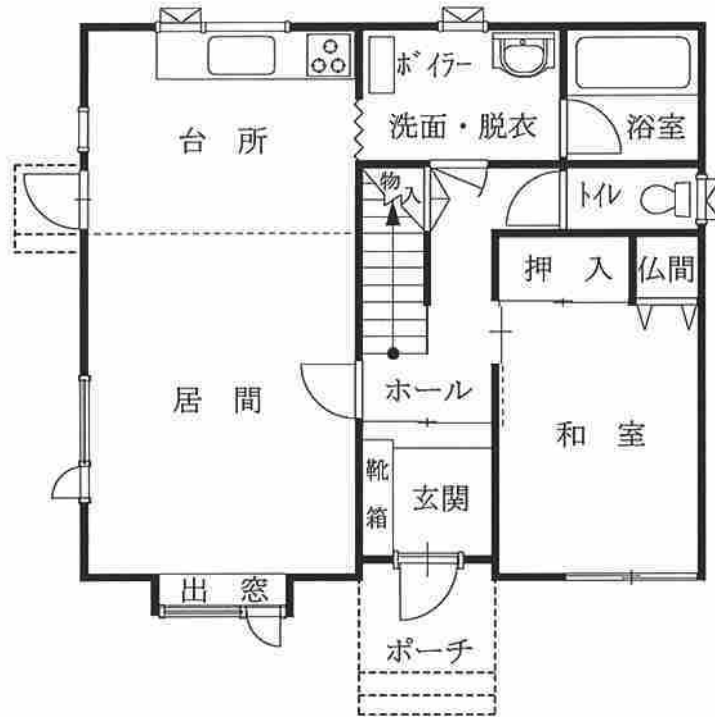 ボイラー
台所
洗面・脱衣
浴室
物入
トイレ
押入
仏間
居間
ホール
和室
靴箱
玄関
出窓
ポーチ